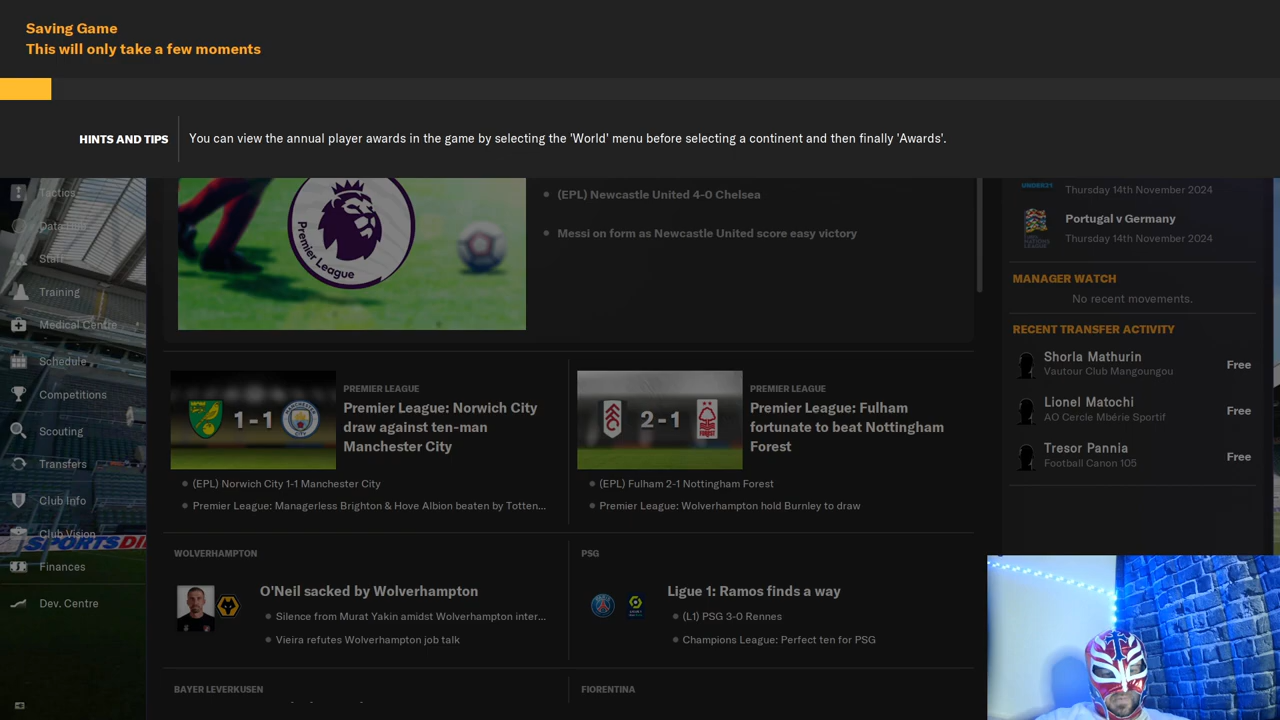 Saving Game
This will only take a few moments
HINTS AND TIPS
You can view the annual player awards in the game by selecting the 'World' menu before selecting a continent and then finally 'Awards'.
Tactics
Data Hub
Staff
Training
Medical Centre
Schedule
Competitions
Scouting
Transfers
Club Info
Club Vision
Finances
Dev. Centre
SPORTS DI
Premier League
(EPL) Newcastle United 4-0 Chelsea
Messi on form as Newcastle United score easy victory
1 - 1
PREMIER LEAGUE
Premier League: Norwich City
draw against ten-man
Manchester City
(EPL) Norwich City 1-1 Manchester City
Premier League: Managerless Brighton & Hove Albion beaten by Totten...
2 - 1
PREMIER LEAGUE
Premier League: Fulham
fortunate to beat Nottingham
Forest
(EPL) Fulham 2-1 Nottingham Forest
Premier League: Wolverhampton hold Burnley to draw
WOLVERHAMPTON
O'Neil sacked by Wolverhampton
Silence from Murat Yakin amidst Wolverhampton inter...
Vieira refutes Wolverhampton job talk
PSG
Ligue 1: Ramos finds a way
(L1) PSG 3-0 Rennes
Champions League: Perfect ten for PSG
BAYER LEVERKUSEN
FIORENTINA
Thursday 14th November 2024
Portugal v Germany
Thursday 14th November 2024
MANAGER WATCH
No recent movements.
RECENT TRANSFER ACTIVITY
Shorla Mathurin
Vautour Club Mangoungou
Free
Lionel Matochi
AO Cercle Mbérie Sportif
Free
Tresor Pannia
Football Canon 105
Free